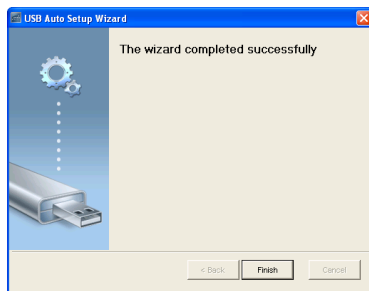 USB Auto Setup Wizard
The wizard completed successfully
< Back
Finish
Cancel